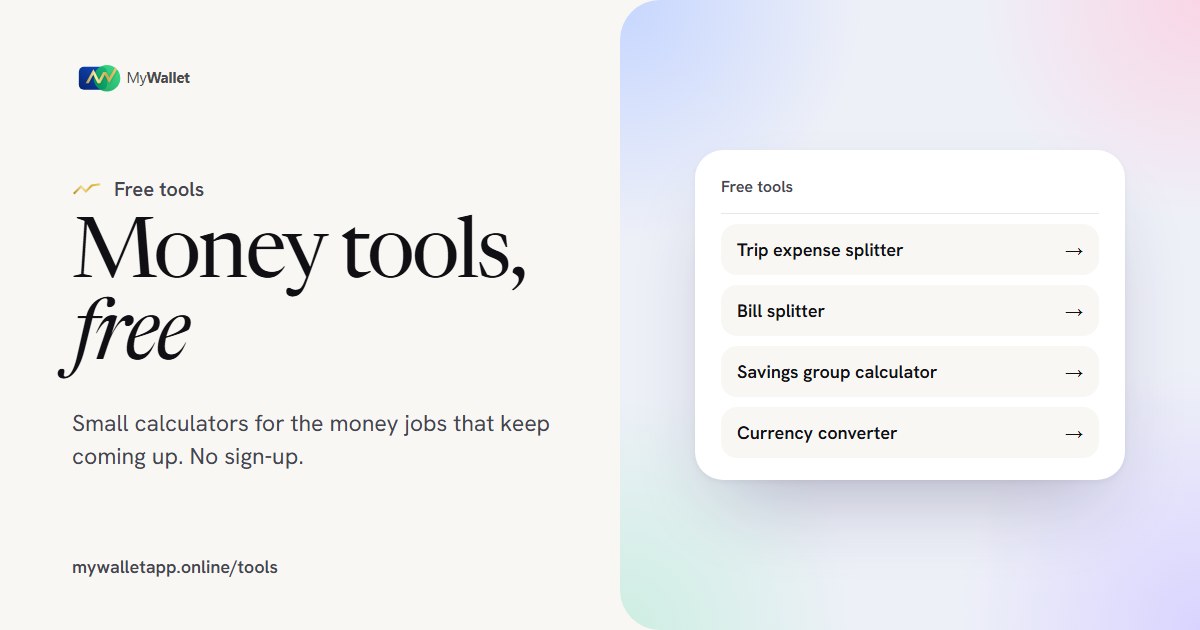 MyWallet
Free tools
Money tools,
free
Small calculators for the money jobs that keep
coming up. No sign-up.
mywalletapp.online/tools
Free tools
Trip expense splitter →
Bill splitter →
Savings group calculator →
Currency converter →